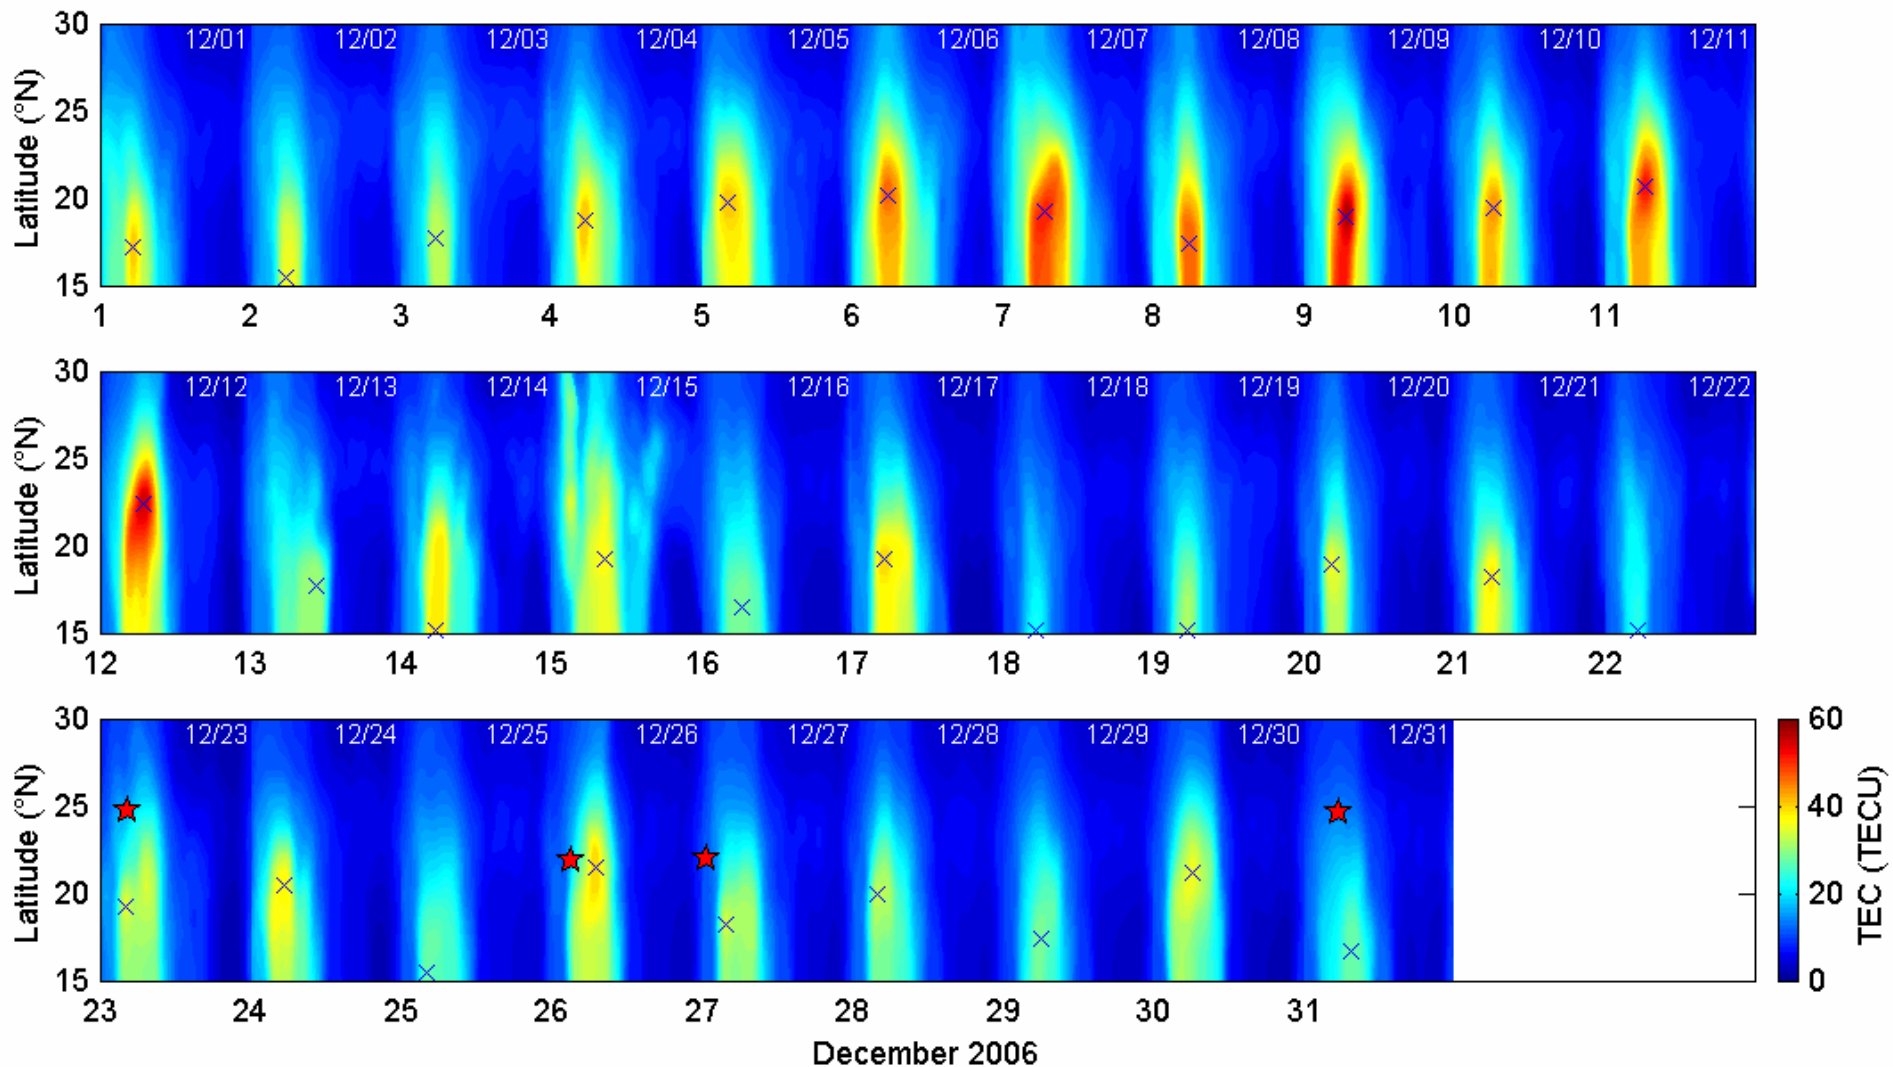 30 12/01 12/02 12/03 12/04 12/05 12/06 12/07 12/08 12/09 12/10 12/11
25
20
15
Latitude (°N)
1 2 3 4 5 6 7 8 9 10 11
30 12/12 12/13 12/14 12/15 12/16 12/17 12/18 12/19 12/20 12/21 12/22
25
20
15
Latitude (°N)
12 13 14 15 16 17 18 19 20 21 22
30 12/23 12/24 12/25 12/26 12/27 12/28 12/29 12/30 12/31
25
20
15
Latitude (°N)
23 24 25 26 27 28 29 30 31
December 2006
60
40
20
0
TEC (TECU)